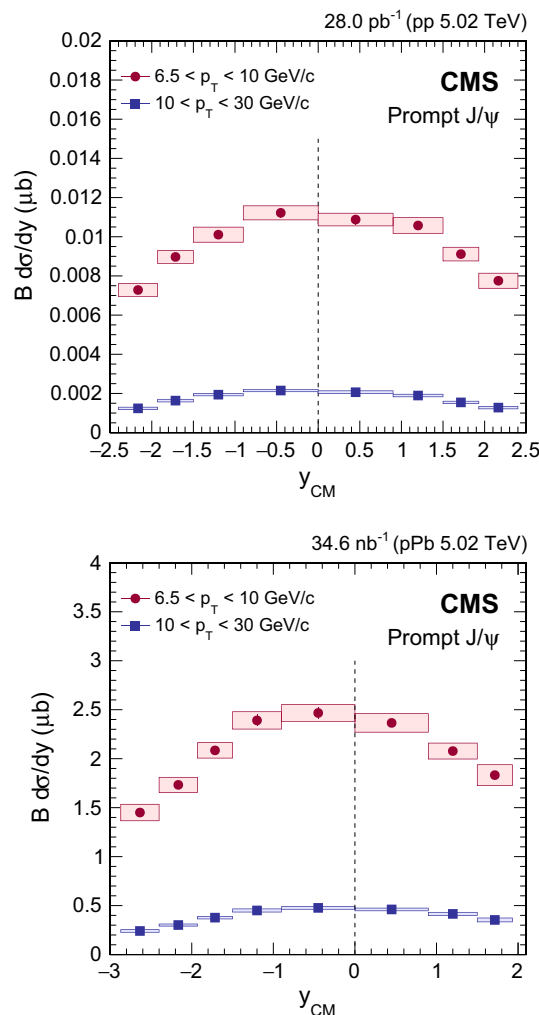 28.0 pb⁻¹ (pp 5.02 TeV)
0.02
0.018
0.016
0.014
0.012
0.01
0.008
0.006
0.004
0.002
0
B dσ/dy (μb)
6.5 < p_T < 10 GeV/c
10 < p_T < 30 GeV/c
CMS
Prompt J/ψ
−2.5 −2 −1.5 −1 −0.5 0 0.5 1 1.5 2 2.5
y_CM
34.6 nb⁻¹ (pPb 5.02 TeV)
4
3.5
3
2.5
2
1.5
1
0.5
0
B dσ/dy (μb)
6.5 < p_T < 10 GeV/c
10 < p_T < 30 GeV/c
CMS
Prompt J/ψ
−3 −2 −1 0 1 2
y_CM